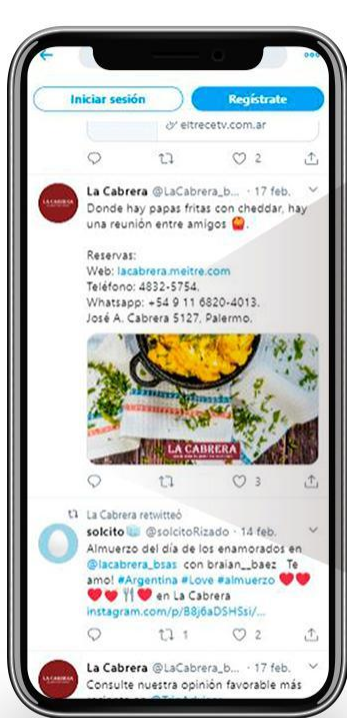 Iniciar sesión
Regístrate
eltrecetv.com.ar
2
La Cabrera @LaCabrera_b... · 17 feb.
Donde hay papas fritas con cheddar, hay
una reunión entre amigos 🍟.
Reservas:
Web: lacabrera.meitre.com
Teléfono: 4832-5754.
Whatsapp: +54 9 11 6820-4013.
José A. Cabrera 5127, Palermo.
LA CABRERA
3
La Cabrera retwitteó
solcito @solcitoRizado · 14 feb.
Almuerzo del día de los enamorados en
@lacabrera_bsas con braian__baez Te
amo! #Argentina #Love #almuerzo ❤️❤️
❤️❤️🍴❤️ en La Cabrera
instagram.com/p/B8j6aDSHSsi/...
1 2
La Cabrera @LaCabrera_b... · 17 feb.
Consulte nuestra opinión favorable más